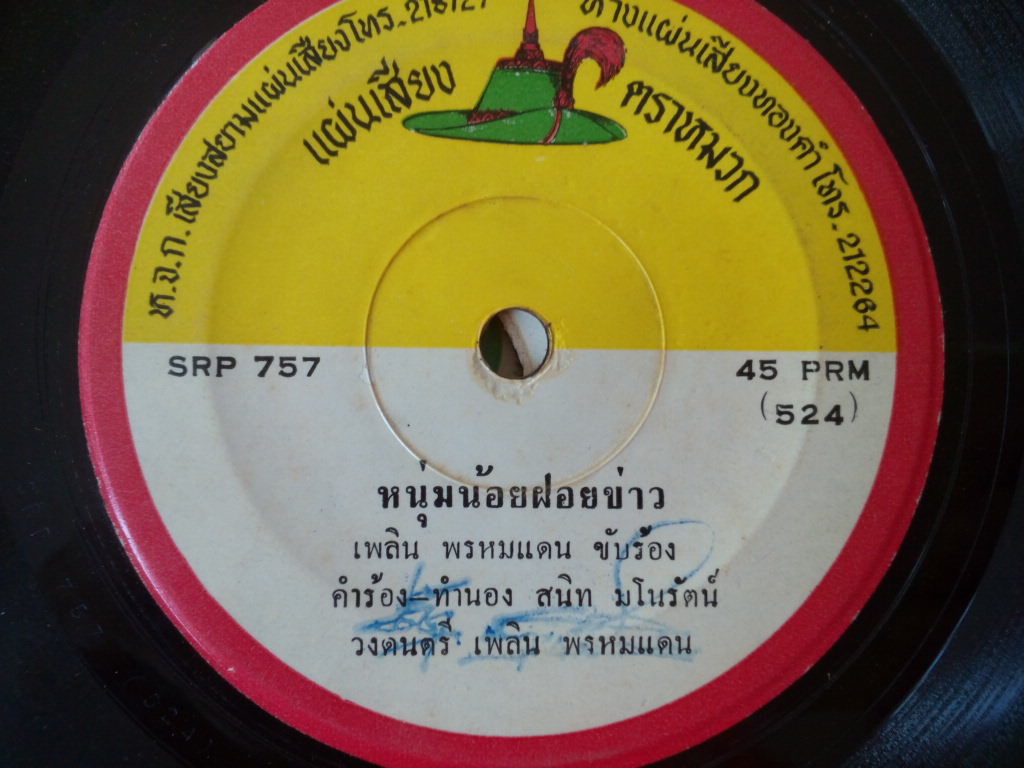 ห.จ.ก. เสียงสยามแผ่นเสียงโทร.
ห้างแผ่นเสียงทองคำ โทร. 212264
แผ่นเสียง ตราหมวก
SRP 757
45 PRM
(524)
หนุ่มน้อยฝอยข่าว
เพลิน พรหมแดน ขับร้อง
คำร้อง–ทำนอง สนิท มโนรัตน์
วงดนตรี เพลิน พรหมแดน